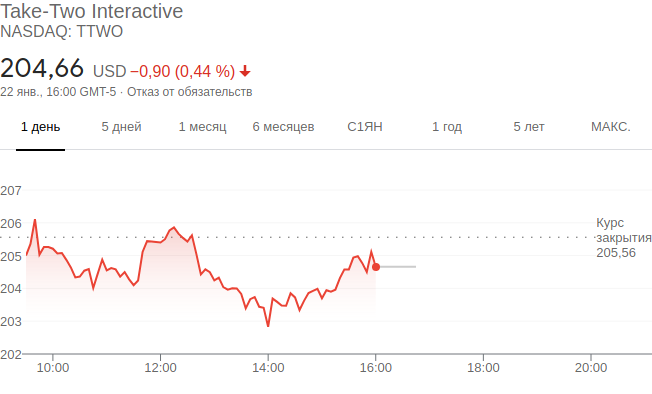 Take-Two Interactive
NASDAQ: TTWO
204,66 USD −0,90 (0,44 %)
22 янв., 16:00 GMT-5 · Отказ от обязательств
1 день 5 дней 1 месяц 6 месяцев С1ЯН 1 год 5 лет МАКС.
207
206
205
204
203
202
Курс
закрытия
205,56
10:00 12:00 14:00 16:00 18:00 20:00